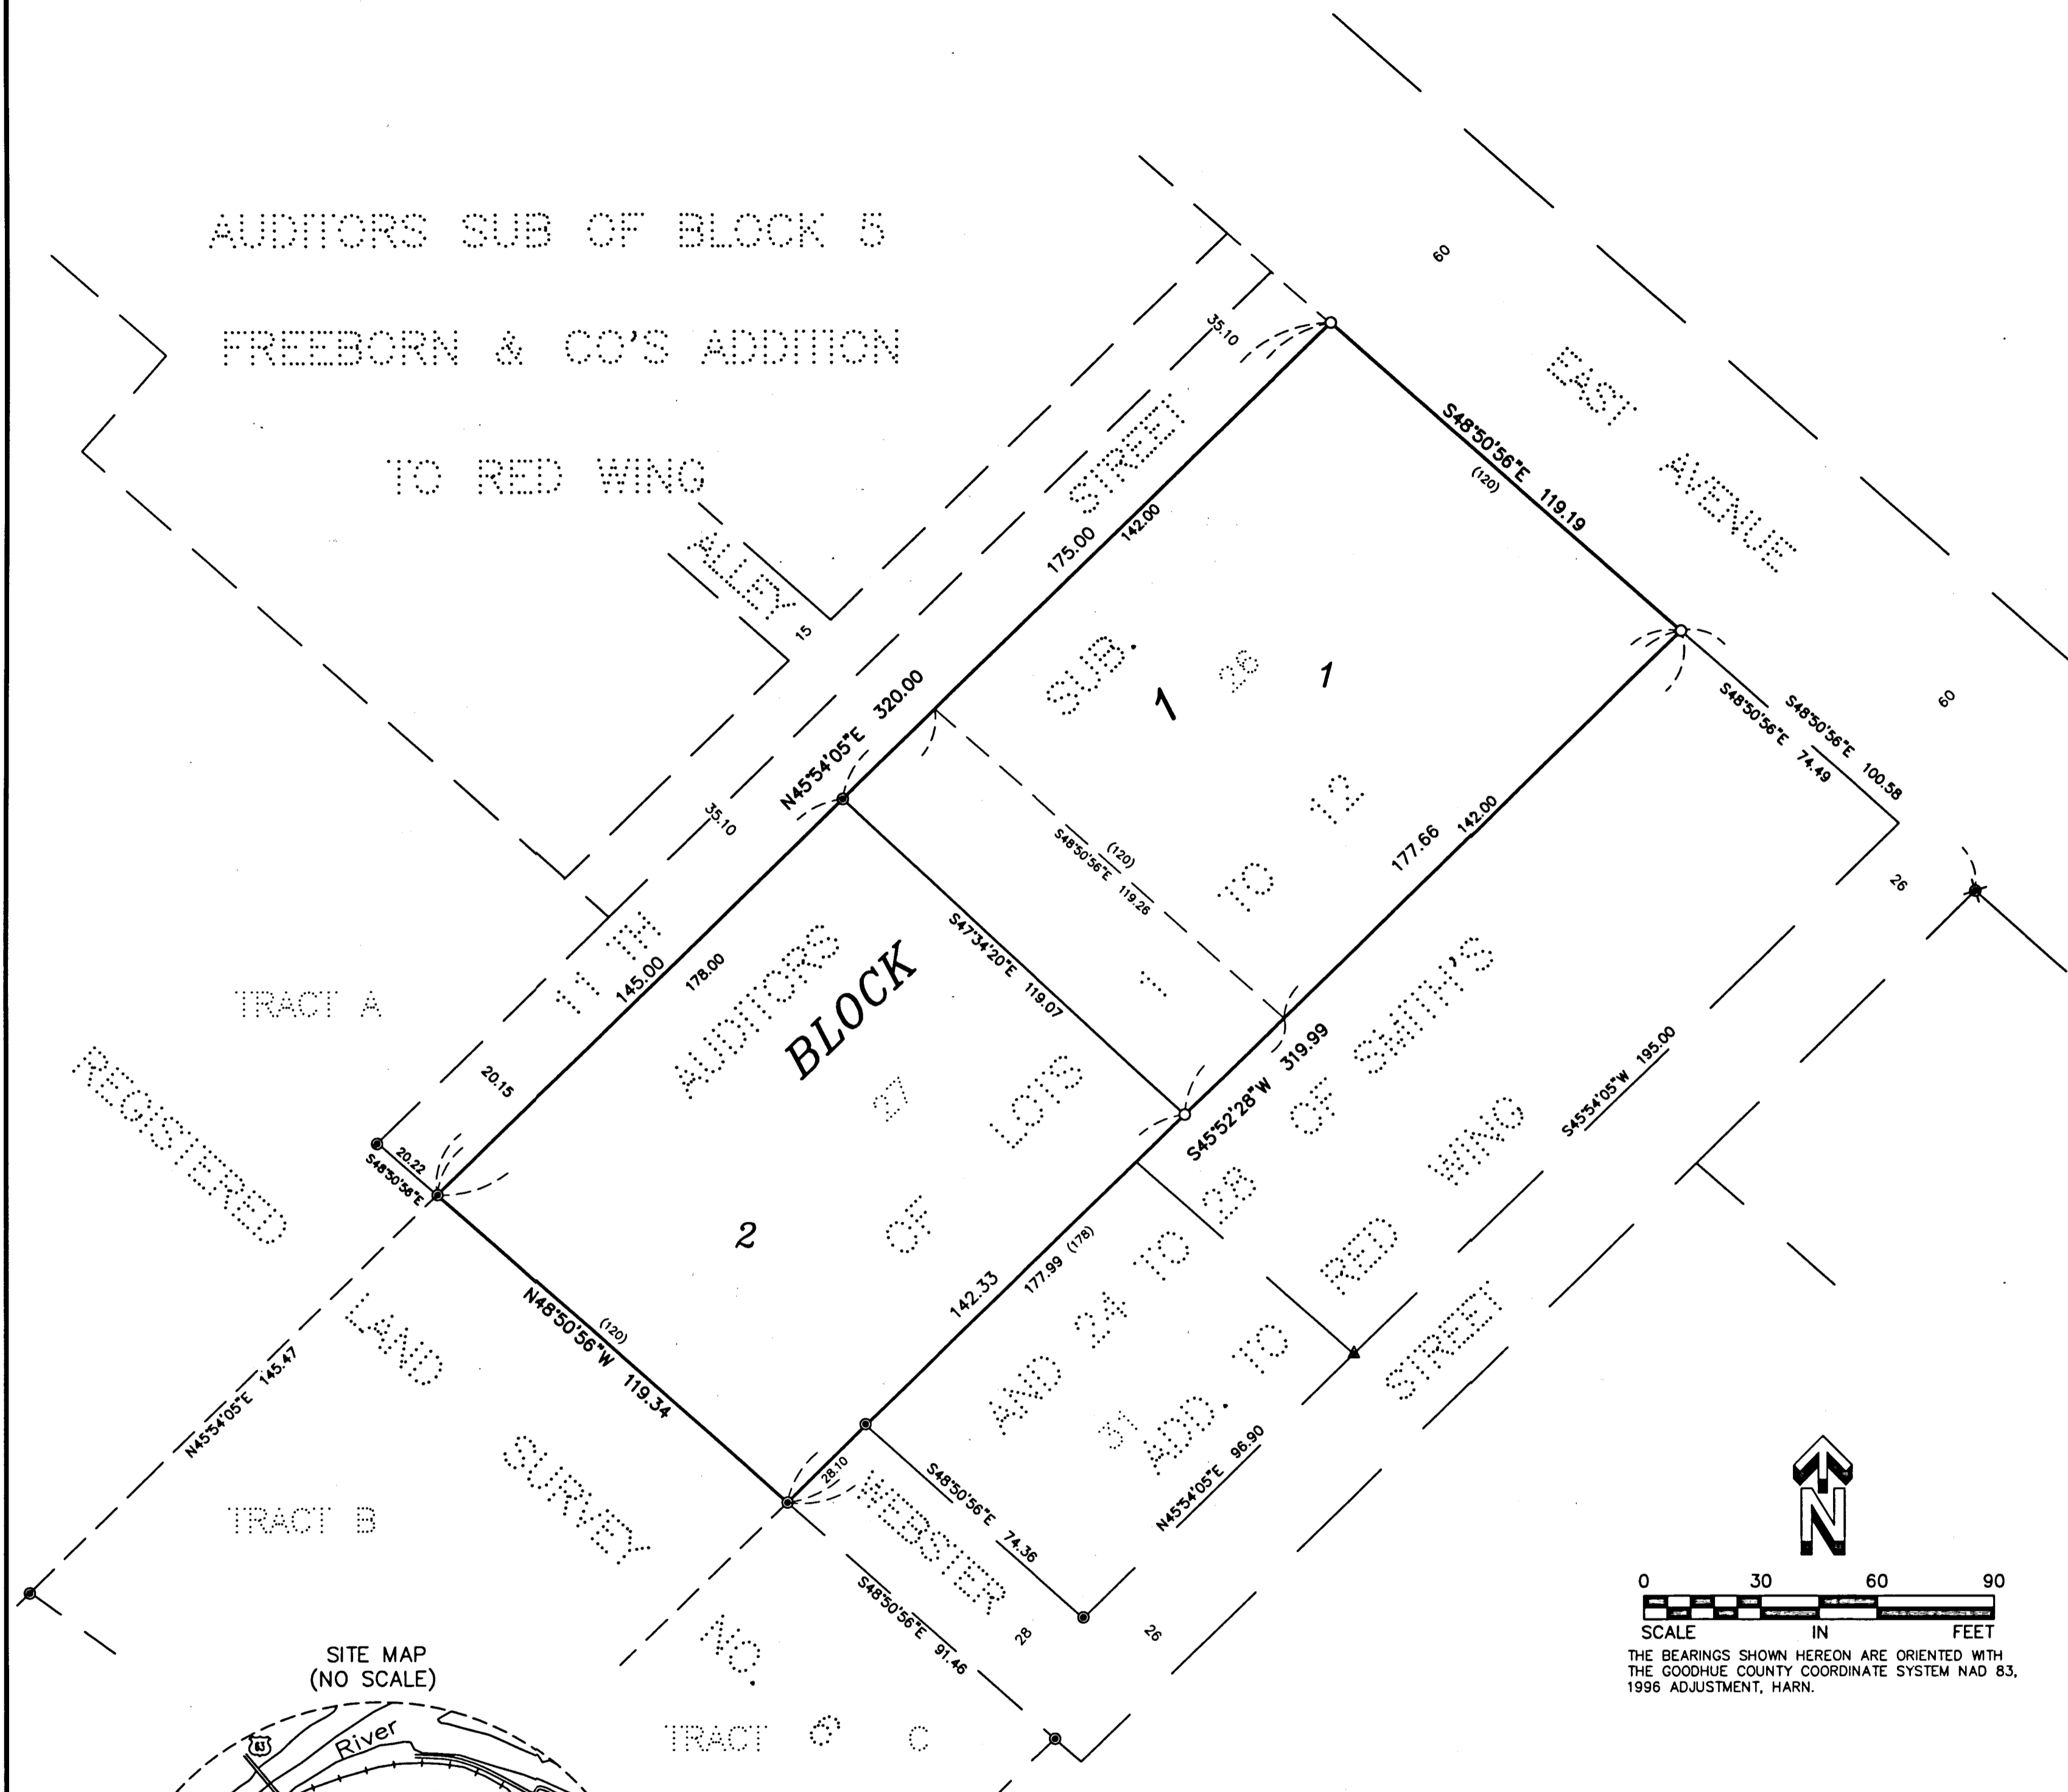 AUDITORS SUB OF BLOCK 5
FREEBORN & CO'S ADDITION
TO RED WING
ALLEY
15
60
EAST AVENUE
35.10
STREET
S48°50'56"E 119.19
(120)
175.00
142.00
SUB.
26
1
1
N45°54'05"E 320.00
S48°50'56"E 74.49
S48°50'56"E 100.58
60
26
35.10
(120)
S48°50'56"E 119.26
TO 12
177.66
142.00
11 TH
145.00
178.00
AUDITORS
BLOCK
S47°34'20"E 119.07
1
TRACT A
REGISTERED
20.15
20.22
S48°50'56"E
27
LOTS
OF
2
S45°52'28"W 319.99
OF SMITH'S
S45°54'05"W 195.00
142.33
177.99 (178)
AND 24 TO 28
RED WING
ADD. TO
STREET
LAND
N48°50'56"W 119.34
(120)
N45°54'05"E 145.47
SURVEY
TRACT B
28.10
WEBSTER
S48°50'56"E 74.36
N45°54'05"E 96.90
S48°50'56"E 91.46
28
26
NO.
TRACT C
0 30 60 90
SCALE IN FEET
N
THE BEARINGS SHOWN HEREON ARE ORIENTED WITH
THE GOODHUE COUNTY COORDINATE SYSTEM NAD 83,
1996 ADJUSTMENT, HARN.
SITE MAP
(NO SCALE)
River
63